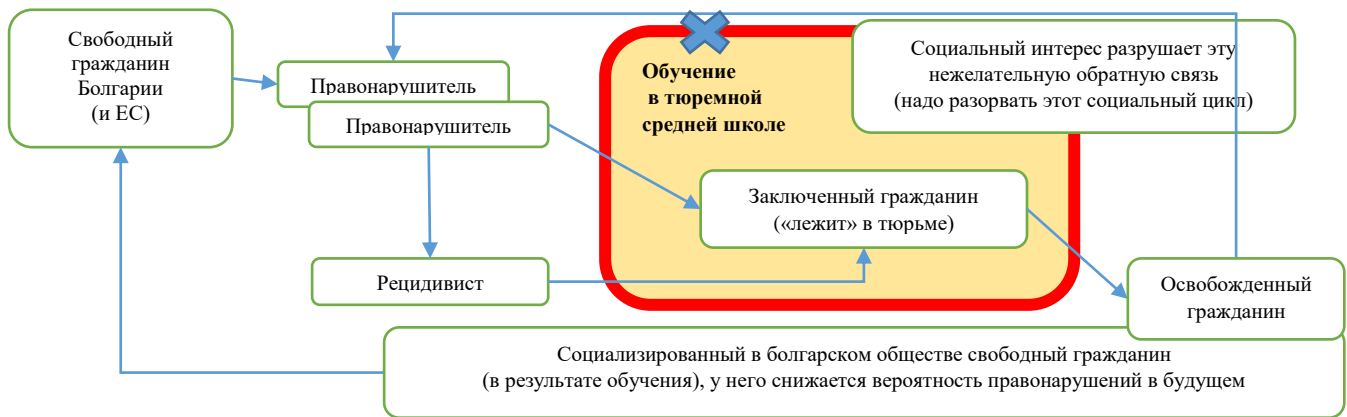 Свободный
гражданин
Болгарии
(и ЕС)
Правонарушитель
Правонарушитель
Рецидивист
Обучение
в тюремной
средней школе
Социальный интерес разрушает эту
нежелательную обратную связь
(надо разорвать этот социальный цикл)
Заключенный гражданин
(«лежит» в тюрьме)
Освобожденный
гражданин
Социализированный в болгарском обществе свободный гражданин
(в результате обучения), у него снижается вероятность правонарушений в будущем